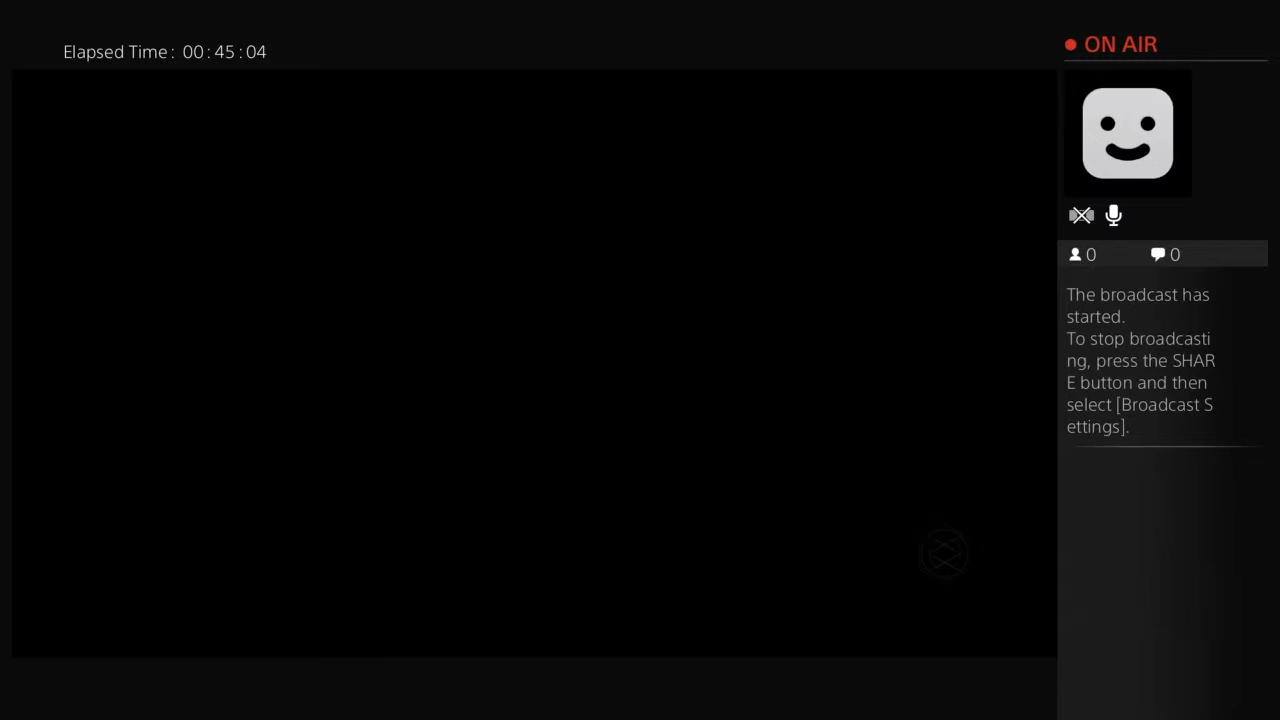 Elapsed Time: 00:45:04
ON AIR
0 0
The broadcast has
started.
To stop broadcasti
ng, press the SHAR
E button and then
select [Broadcast S
ettings].